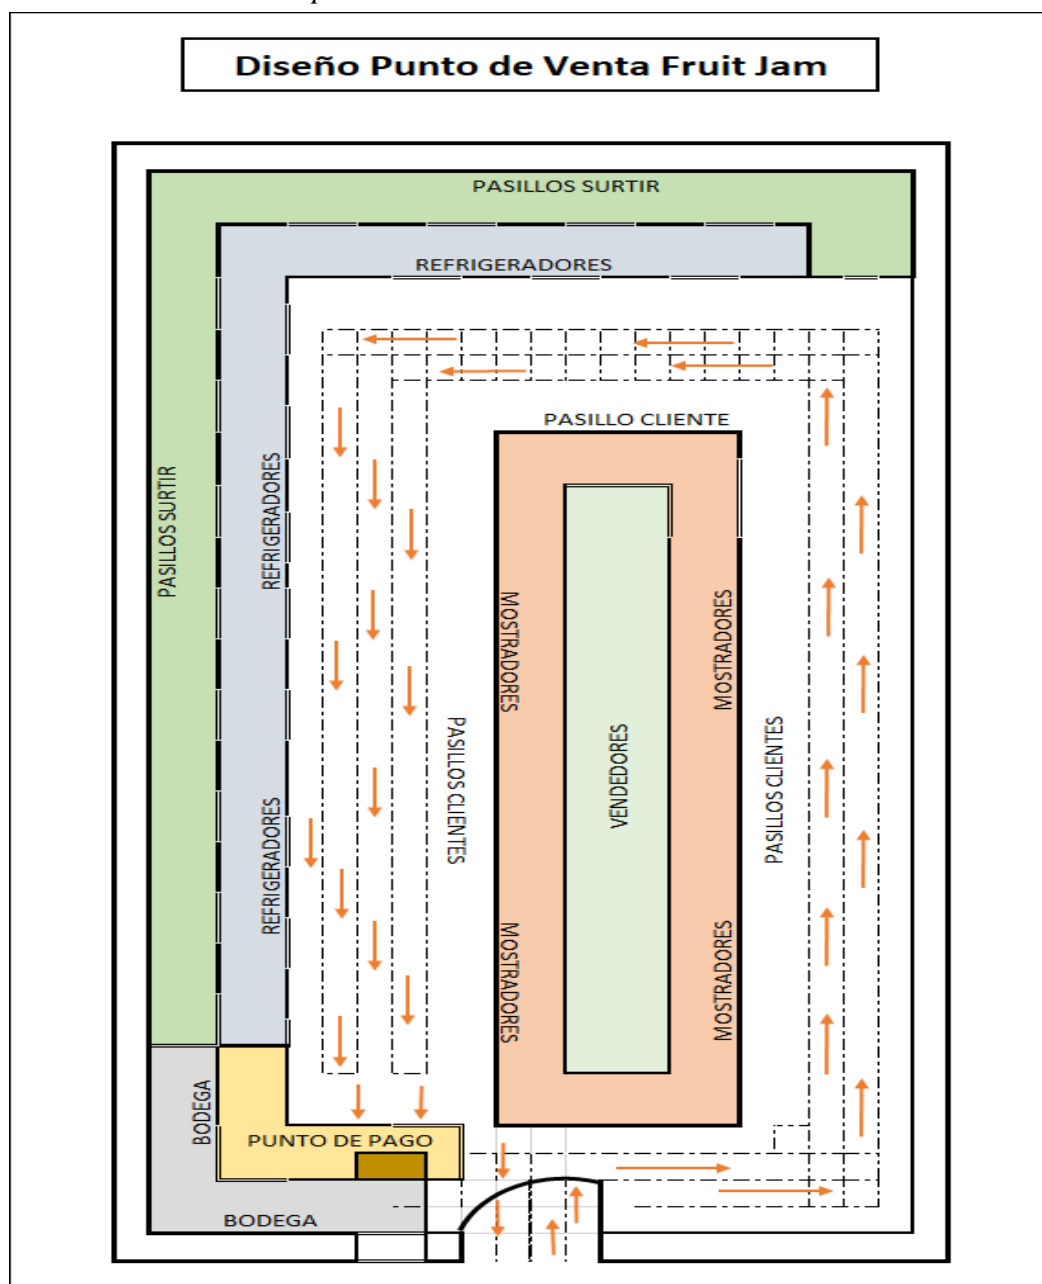 Diseño Punto de Venta Fruit Jam
PASILLOS SURTIR
REFRIGERADORES
PASILLO CLIENTE
PASILLOS SURTIR
REFRIGERADORES
MOSTRADORES
MOSTRADORES
PASILLOS CLIENTES
VENDEDORES
PASILLOS CLIENTES
REFRIGERADORES
MOSTRADORES
MOSTRADORES
BODEGA
PUNTO DE PAGO
BODEGA